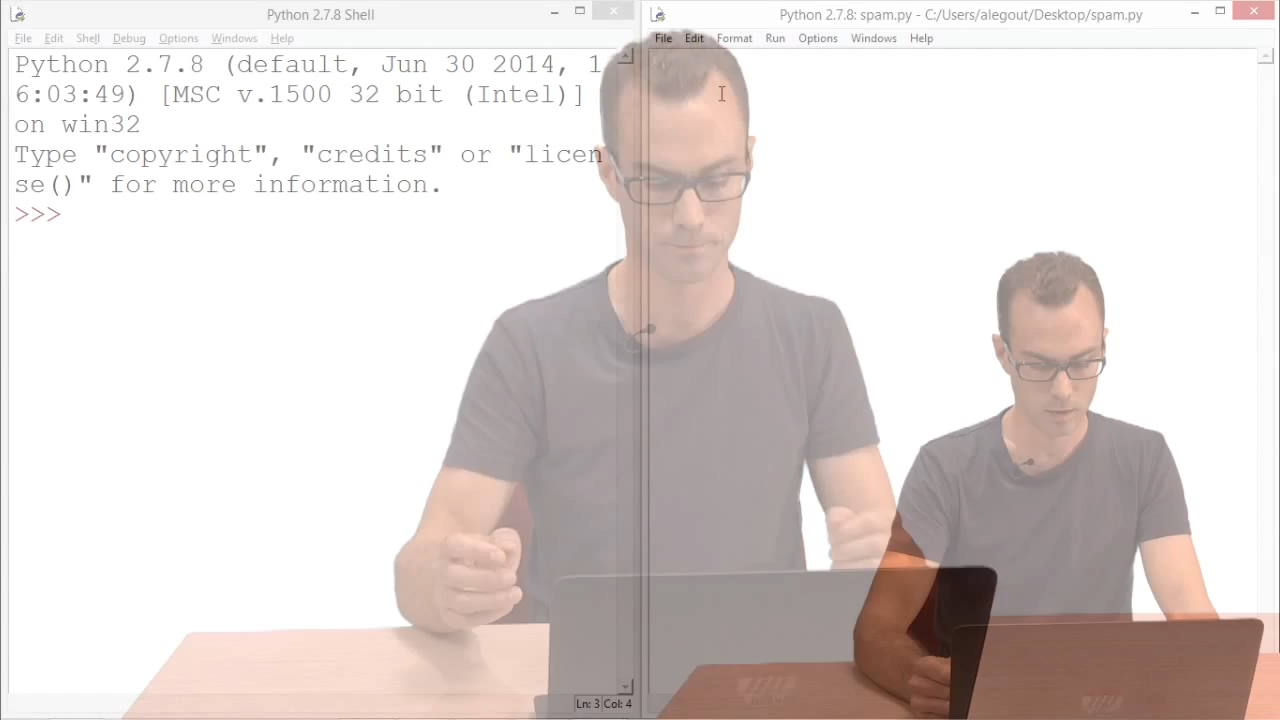 Python 2.7.8 Shell
File Edit Shell Debug Options Windows Help
Python 2.7.8 (default, Jun 30 2014, 1
6:03:49) [MSC v.1500 32 bit (Intel)]
on win32
Type "copyright", "credits" or "licen
se()" for more information.
>>>
Ln: 3 Col: 4
Python 2.7.8: spam.py - C:/Users/alegout/Desktop/spam.py
File Edit Format Run Options Windows Help